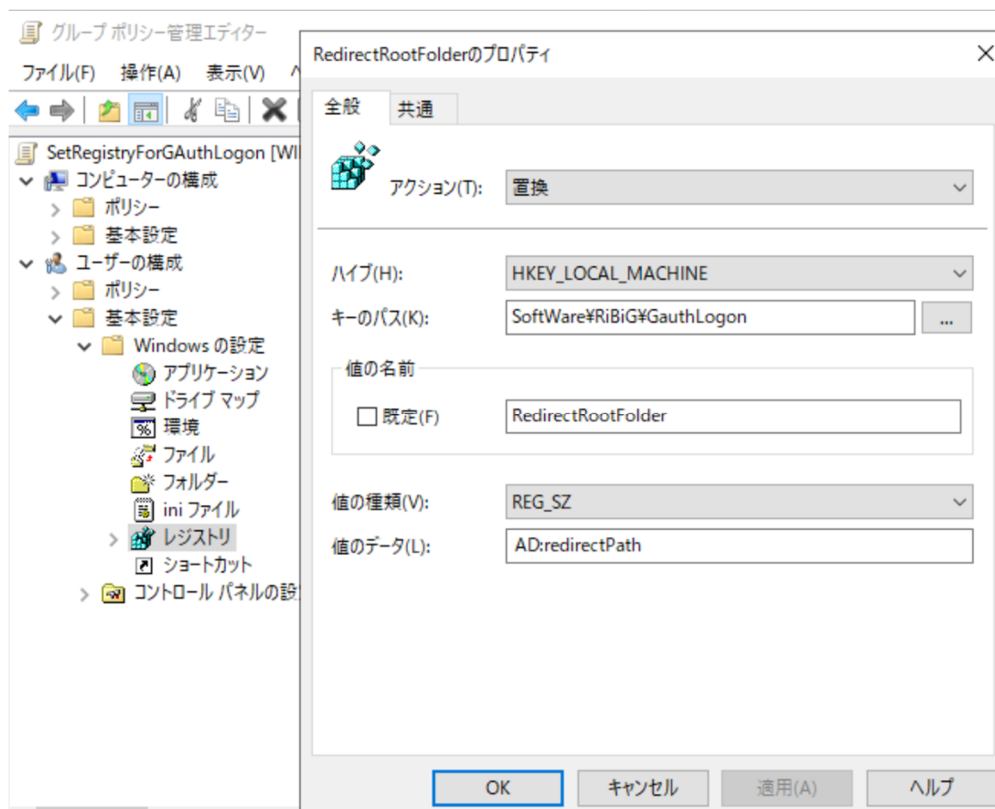 グループ ポリシー管理エディター
ファイル(F) 操作(A) 表示(V)
SetRegistryForGAuthLogon [WI
コンピューターの構成
ポリシー
基本設定
ユーザーの構成
ポリシー
基本設定
Windows の設定
アプリケーション
ドライブ マップ
環境
ファイル
フォルダー
ini ファイル
レジストリ
ショートカット
コントロール パネルの設
RedirectRootFolderのプロパティ
全般 共通
アクション(T): 置換
ハイブ(H): HKEY_LOCAL_MACHINE
キーのパス(K): SoftWare¥RiBiG¥GauthLogon ...
値の名前
既定(F) RedirectRootFolder
値の種類(V): REG_SZ
値のデータ(L): AD:redirectPath
OK キャンセル 適用(A) ヘルプ